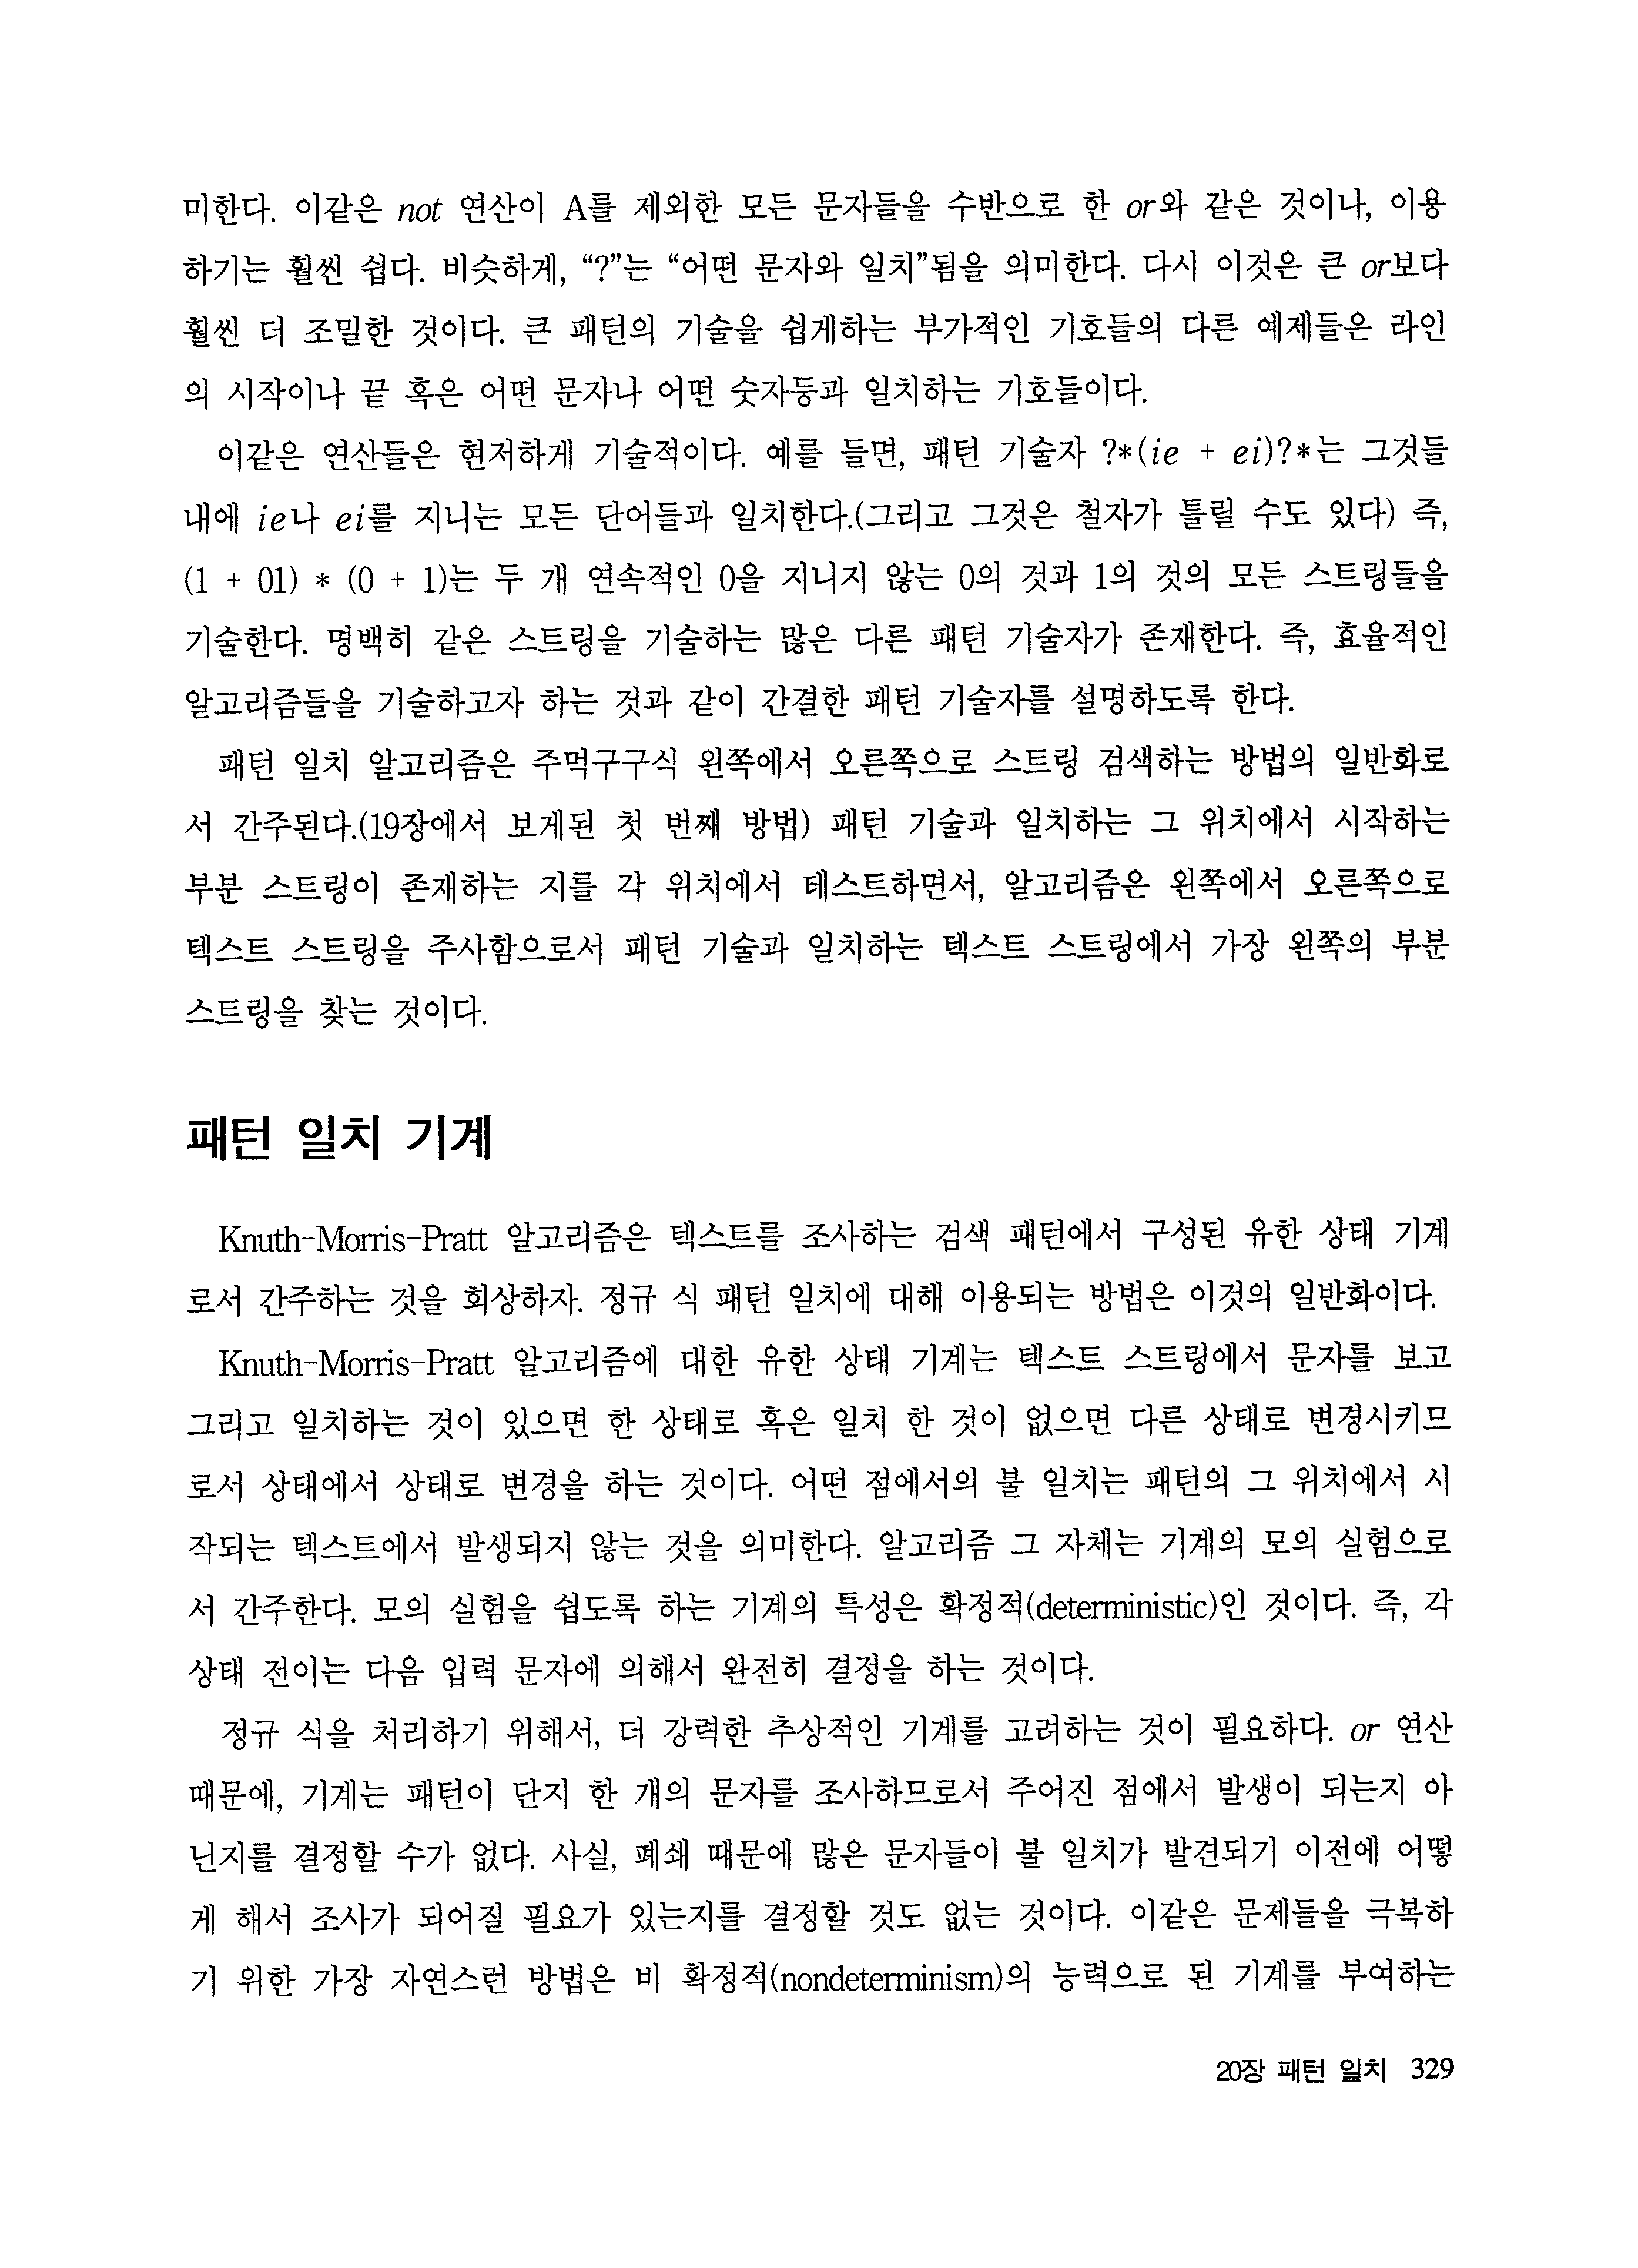 미한다. 이같은 not 연산이 A를 제외한 모든 문자들을 수반으로 한 or와 같은 것이나, 이용
하기는 훨씬 쉽다. 비슷하게, “?”는 “어떤 문자와 일치”됨을 의미한다. 다시 이것은 큰 or보다
훨씬 더 조밀한 것이다. 큰 패턴의 기술을 쉽게하는 부가적인 기호들의 다른 예제들은 라인
의 시작이나 끝 혹은 어떤 문자나 어떤 숫자등과 일치하는 기호들이다.
이같은 연산들은 현저하게 기술적이다. 예를 들면, 패턴 기술자 ?*(ie + ei)?*는 그것들
내에 ie나 ei를 지니는 모든 단어들과 일치한다.(그리고 그것은 철자가 틀릴 수도 있다) 즉,
(1 + 01) * (0 + 1)는 두 개 연속적인 0을 지니지 않는 0의 것과 1의 것의 모든 스트링들을
기술한다. 명백히 같은 스트링을 기술하는 많은 다른 패턴 기술자가 존재한다. 즉, 효율적인
알고리즘들을 기술하고자 하는 것과 같이 간결한 패턴 기술자를 설명하도록 한다.
패턴 일치 알고리즘은 주먹구구식 왼쪽에서 오른쪽으로 스트링 검색하는 방법의 일반화로
서 간주된다.(19장에서 보게된 첫 번째 방법) 패턴 기술과 일치하는 그 위치에서 시작하는
부분 스트링이 존재하는 지를 각 위치에서 테스트하면서, 알고리즘은 왼쪽에서 오른쪽으로
텍스트 스트링을 주사함으로서 패턴 기술과 일치하는 텍스트 스트링에서 가장 왼쪽의 부분
스트링을 찾는 것이다.
패턴 일치 기계
Knuth-Morris-Pratt 알고리즘은 텍스트를 조사하는 검색 패턴에서 구성된 유한 상태 기계
로서 간주하는 것을 회상하자. 정규 식 패턴 일치에 대해 이용되는 방법은 이것의 일반화이다.
Knuth-Morris-Pratt 알고리즘에 대한 유한 상태 기계는 텍스트 스트링에서 문자를 보고
그리고 일치하는 것이 있으면 한 상태로 혹은 일치 한 것이 없으면 다른 상태로 변경시키므
로서 상태에서 상태로 변경을 하는 것이다. 어떤 점에서의 불 일치는 패턴의 그 위치에서 시
작되는 텍스트에서 발생되지 않는 것을 의미한다. 알고리즘 그 자체는 기계의 모의 실험으로
서 간주한다. 모의 실험을 쉽도록 하는 기계의 특성은 확정적(deterministic)인 것이다. 즉, 각
상태 전이는 다음 입력 문자에 의해서 완전히 결정을 하는 것이다.
정규 식을 처리하기 위해서, 더 강력한 추상적인 기계를 고려하는 것이 필요하다. or 연산
때문에, 기계는 패턴이 단지 한 개의 문자를 조사하므로서 주어진 점에서 발생이 되는지 아
닌지를 결정할 수가 없다. 사실, 폐쇄 때문에 많은 문자들이 불 일치가 발견되기 이전에 어떻
게 해서 조사가 되어질 필요가 있는지를 결정할 것도 없는 것이다. 이같은 문제들을 극복하
기 위한 가장 자연스런 방법은 비 확정적(nondeterminism)의 능력으로 된 기계를 부여하는
20장 패턴 일치 329